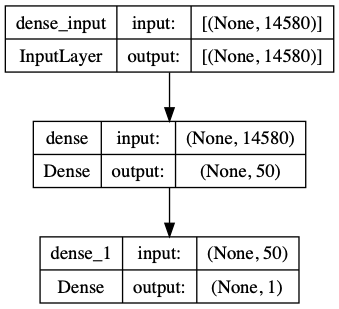 dense_input input: [(None, 14580)]
InputLayer output: [(None, 14580)]
dense input: (None, 14580)
Dense output: (None, 50)
dense_1 input: (None, 50)
Dense output: (None, 1)